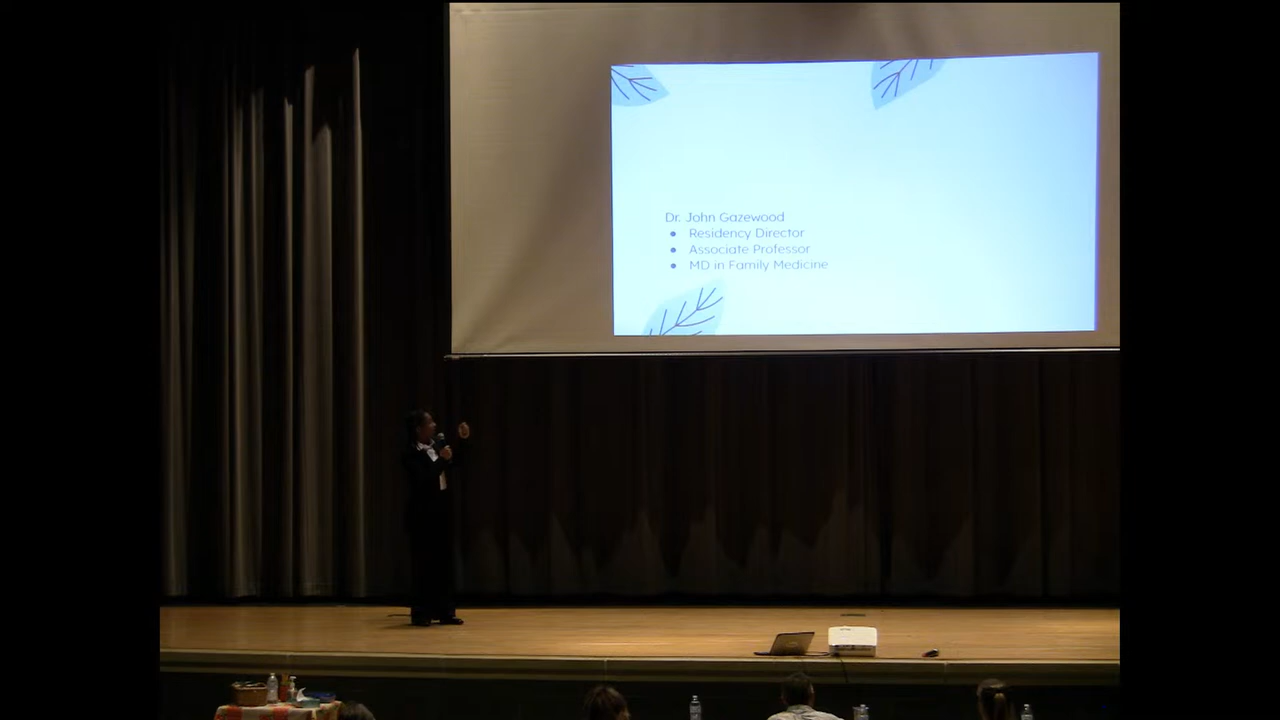 Dr. John Gazewood
● Residency Director
● Associate Professor
● MD in Family Medicine